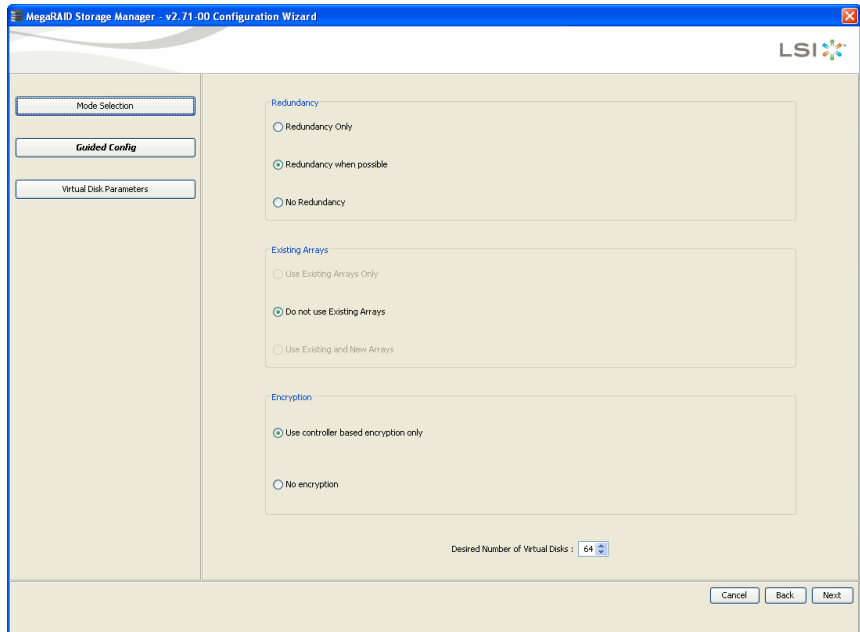 MegaRAID Storage Manager - v2.71-00 Configuration Wizard
LSI
Mode Selection
Guided Config
Virtual Disk Parameters
Redundancy
Redundancy Only
Redundancy when possible
No Redundancy
Existing Arrays
Use Existing Arrays Only
Do not use Existing Arrays
Use Existing and New Arrays
Encryption
Use controller based encryption only
No encryption
Desired Number of Virtual Disks : 64
Cancel Back Next